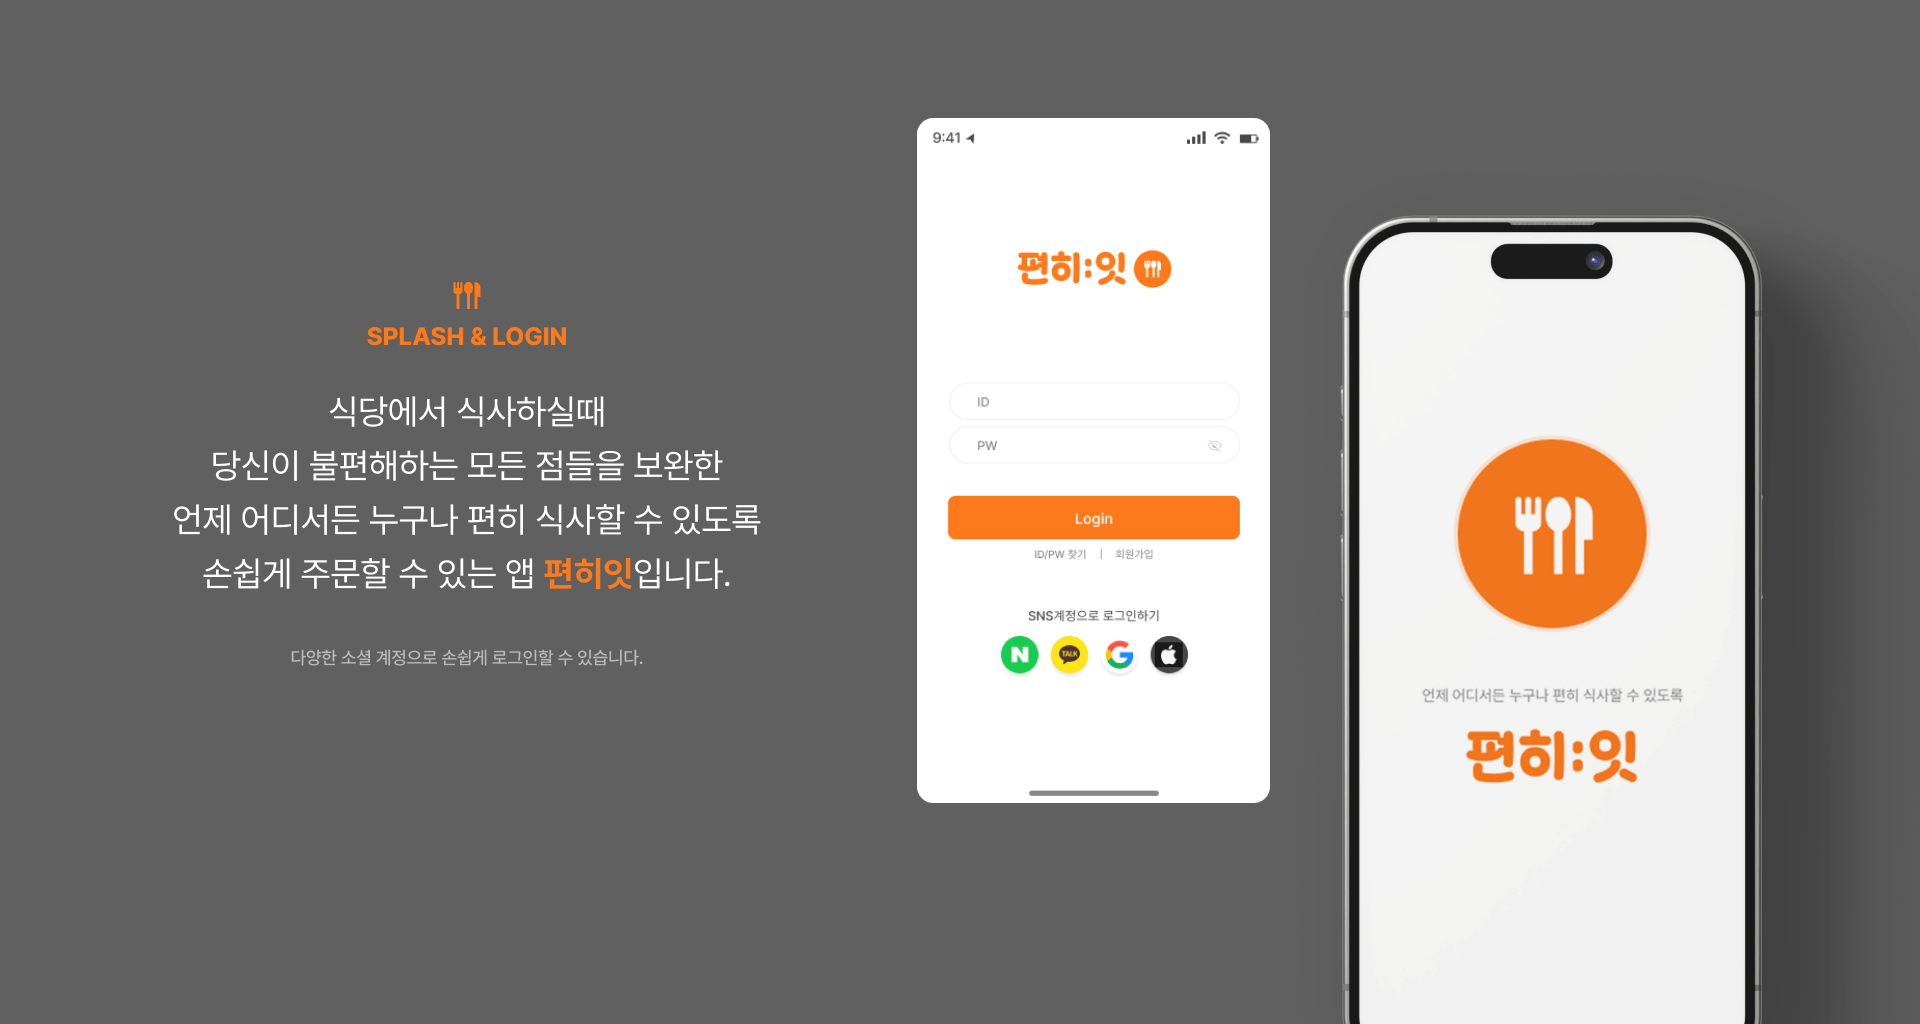 SPLASH & LOGIN
식당에서 식사하실때
당신이 불편해하는 모든 점들을 보완한
언제 어디서든 누구나 편히 식사할 수 있도록
손쉽게 주문할 수 있는 앱 편히잇입니다.
다양한 소셜 계정으로 손쉽게 로그인할 수 있습니다.
9:41
편히:잇
ID
PW
Login
ID/PW 찾기 | 회원가입
SNS계정으로 로그인하기
N
TALK
G
언제 어디서든 누구나 편히 식사할 수 있도록
편히:잇